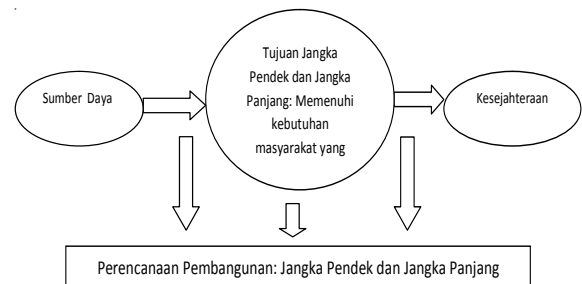 Sumber Daya
Tujuan Jangka
Pendek dan Jangka
Panjang: Memenuhi
kebutuhan
masyarakat yang
Kesejahteraan
Perencanaan Pembangunan: Jangka Pendek dan Jangka Panjang